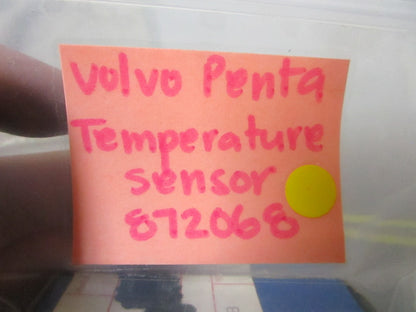 Volvo Penta
Temperature
sensor
872068